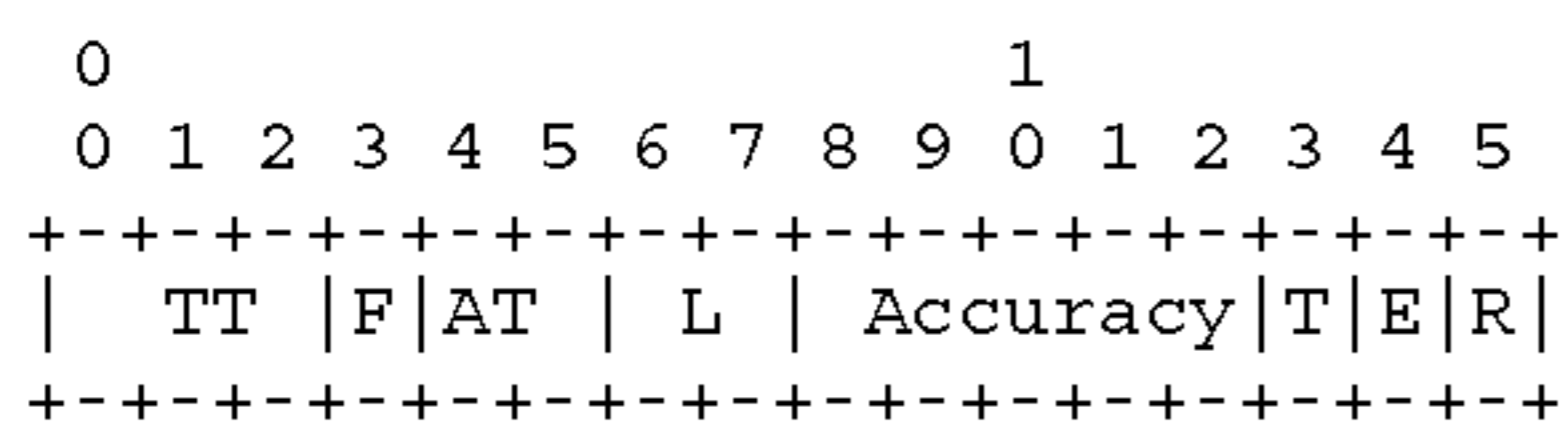 0                   1
 0 1 2 3 4 5 6 7 8 9 0 1 2 3 4 5
+-+-+-+-+-+-+-+-+-+-+-+-+-+-+-+-+
|  TT |F|AT | L | Accuracy|T|E|R|
+-+-+-+-+-+-+-+-+-+-+-+-+-+-+-+-+